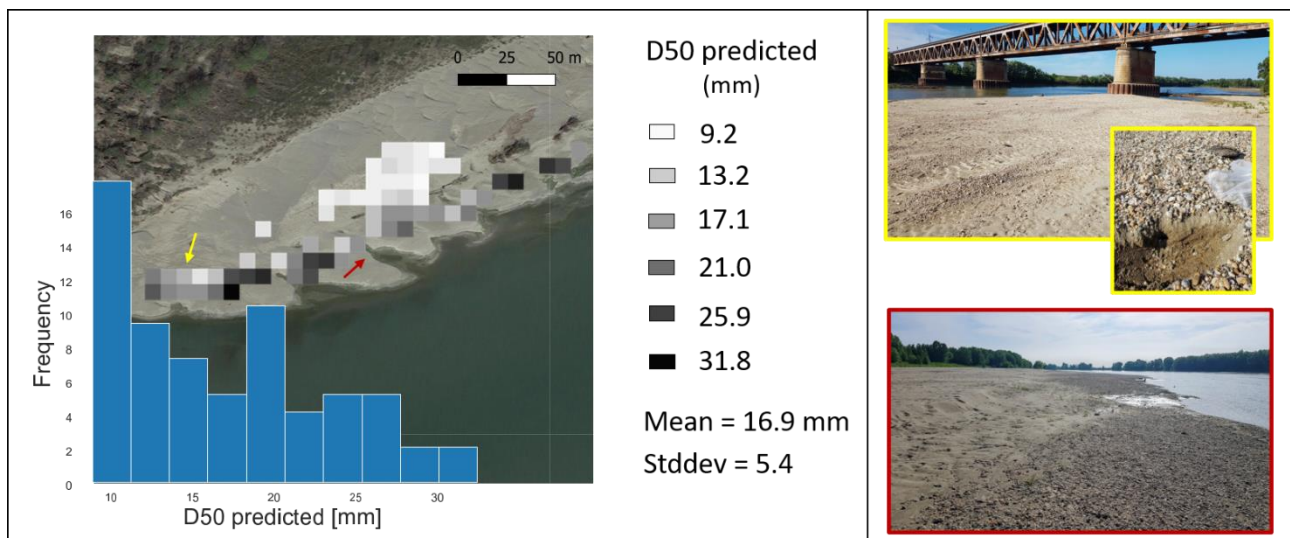 0 25 50 m
D50 predicted
(mm)
9.2
13.2
17.1
21.0
25.9
31.8
Mean = 16.9 mm
Stddev = 5.4
Frequency
16
14
12
10
8
6
4
2
0
10 15 20 25 30
D50 predicted [mm]